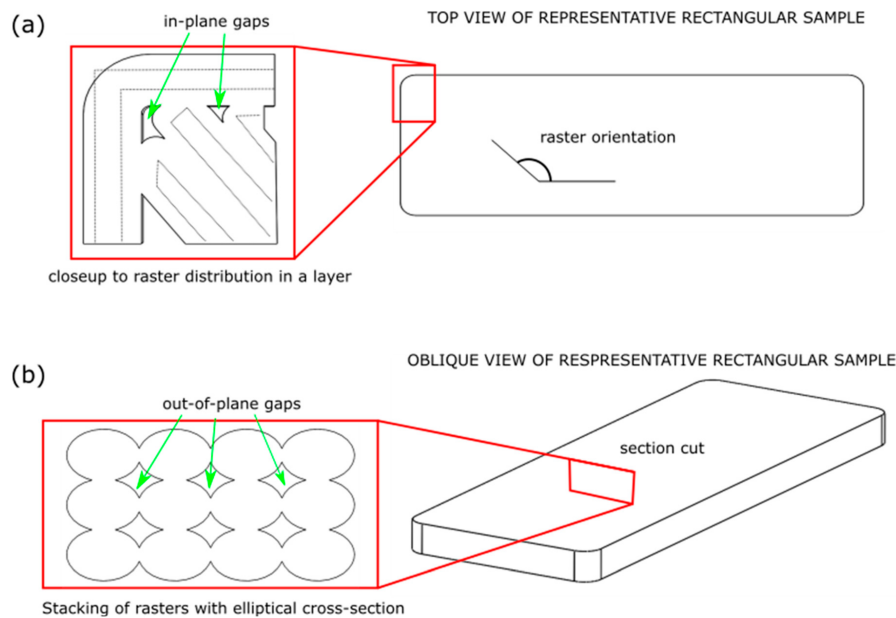 (a)
in-plane gaps
TOP VIEW OF REPRESENTATIVE RECTANGULAR SAMPLE
raster orientation
closeup to raster distribution in a layer
(b)
OBLIQUE VIEW OF RESPRESENTATIVE RECTANGULAR SAMPLE
out-of-plane gaps
section cut
Stacking of rasters with elliptical cross-section